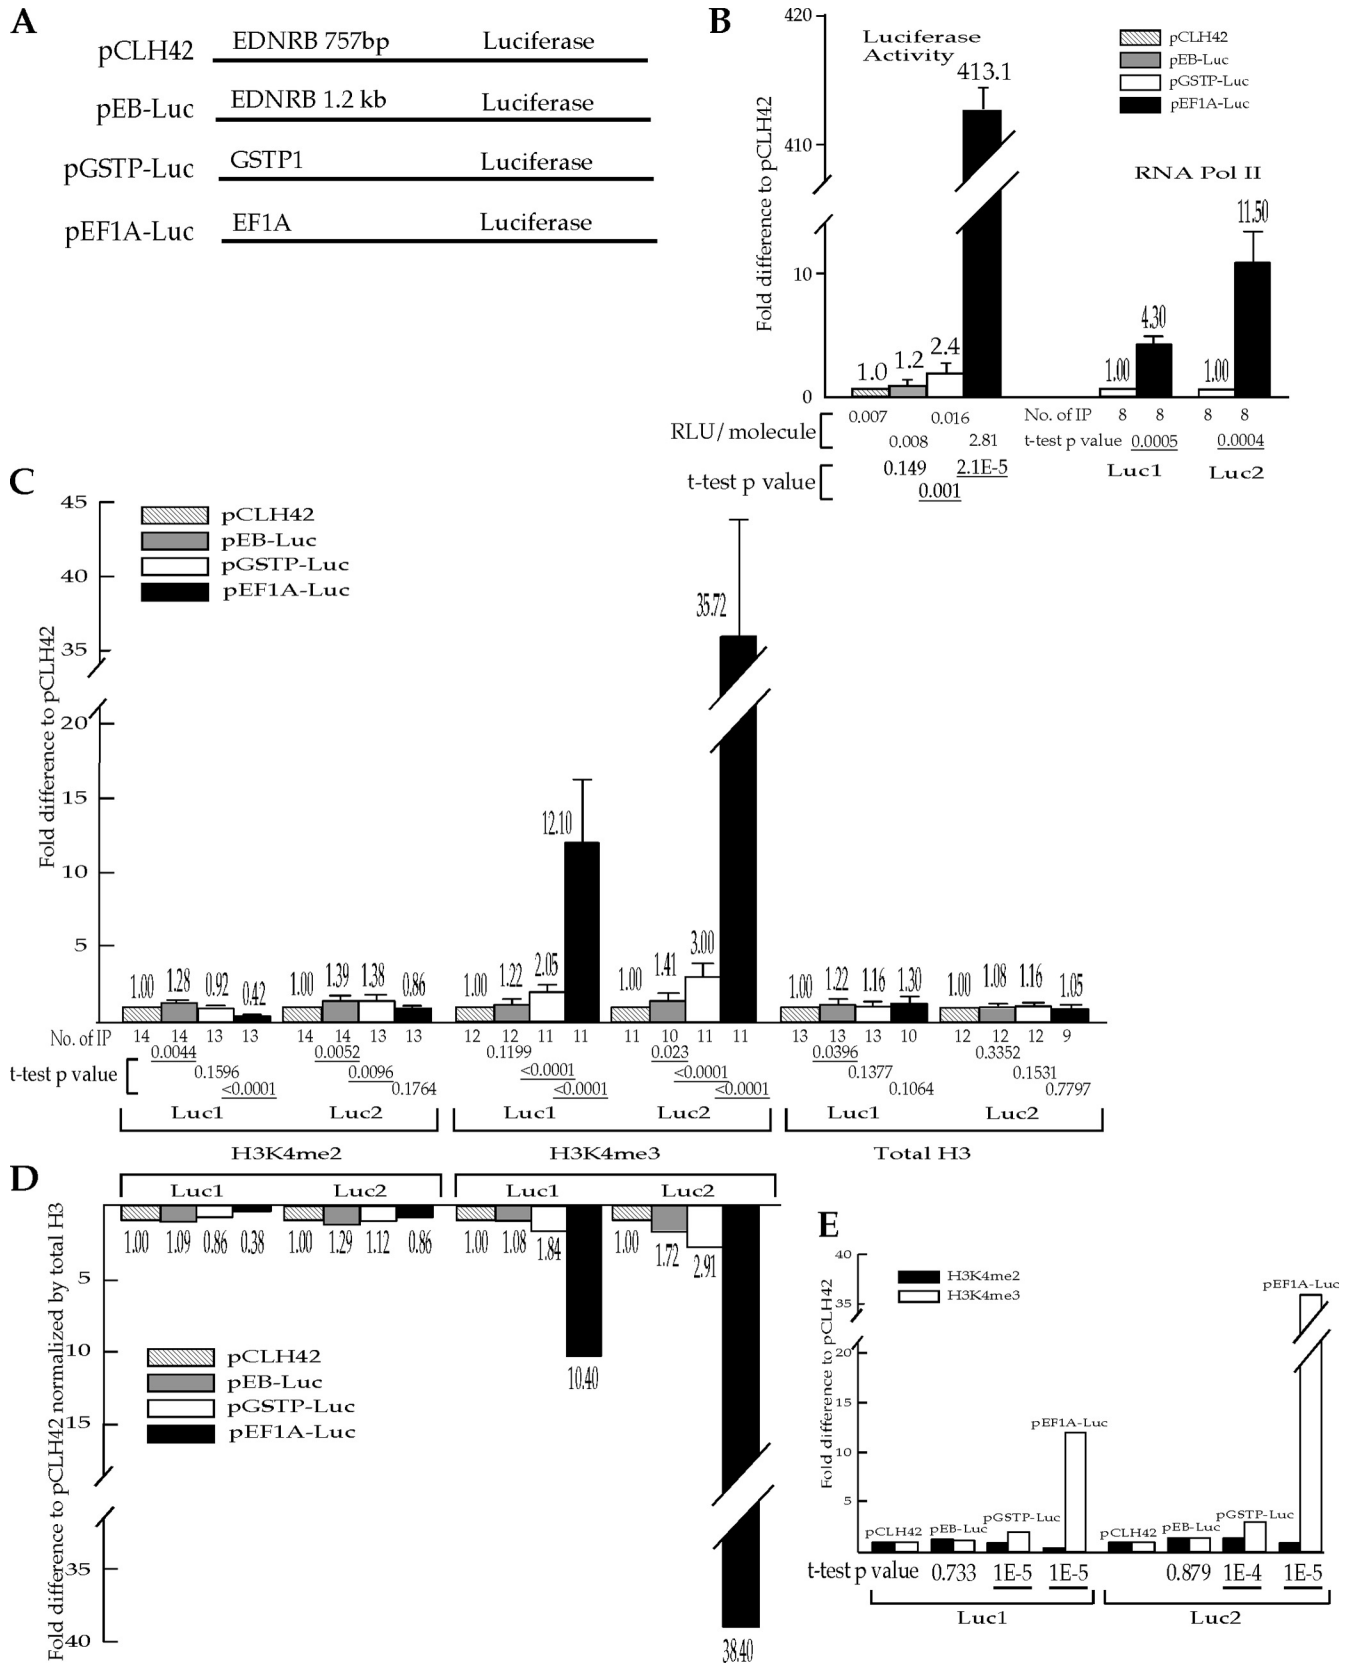 A
pCLH42 EDNRB 757bp Luciferase
pEB-Luc EDNRB 1.2 kb Luciferase
pGSTP-Luc GSTP1 Luciferase
pEF1A-Luc EF1A Luciferase
B
Fold difference to pCLH42
420
410
10
0
Luciferase
Activity
413.1
pCLH42
pEB-Luc
pGSTP-Luc
pEF1A-Luc
RNA Pol II
1.0 1.2 2.4
1.00 4.30 1.00 11.50
RLU/molecule
0.007 0.016
0.008 2.81
t-test p value
0.149 2.1E-5
0.001
No. of IP 8 8 8 8
t-test p value 0.0005 0.0004
Luc1 Luc2
C
Fold difference to pCLH42
45
40
35
20
15
10
5
pCLH42
pEB-Luc
pGSTP-Luc
pEF1A-Luc
1.00 1.28 0.92 0.42 1.00 1.39 1.38 0.86 1.00 1.22 2.05 12.10 1.00 1.41 3.00 35.72 1.00 1.22 1.16 1.30 1.00 1.08 1.16 1.05
No. of IP 14 14 13 13 14 14 13 13 12 12 11 11 11 10 11 11 13 13 13 10 12 12 12 9
t-test p value
0.0044 0.0052 0.1199 0.023 0.0396 0.3352
0.1596 0.0096 <0.0001 <0.0001 0.1377 0.1531
<0.0001 0.1764 <0.0001 <0.0001 0.1064 0.7797
Luc1 Luc2 Luc1 Luc2 Luc1 Luc2
H3K4me2 H3K4me3 Total H3
D
Luc1 Luc2 Luc1 Luc2
Fold difference to pCLH42 normalized by total H3
1.00 1.09 0.86 0.38 1.00 1.29 1.12 0.86 1.00 1.08 1.84 10.40 1.00 1.72 2.91 38.40
5
10
15
35
40
pCLH42
pEB-Luc
pGSTP-Luc
pEF1A-Luc
E
Fold difference to pCLH42
40
35
20
15
10
5
H3K4me2
H3K4me3
pCLH42 pEB-Luc pGSTP-Luc pEF1A-Luc pCLH42 pEB-Luc pGSTP-Luc pEF1A-Luc
t-test p value 0.733 1E-5 1E-5 0.879 1E-4 1E-5
Luc1 Luc2